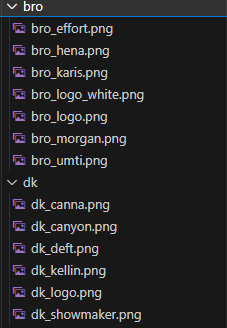 bro
bro_effort.png
bro_hena.png
bro_karis.png
bro_logo_white.png
bro_logo.png
bro_morgan.png
bro_umti.png
dk
dk_canna.png
dk_canyon.png
dk_deft.png
dk_kellin.png
dk_logo.png
dk_showmaker.png